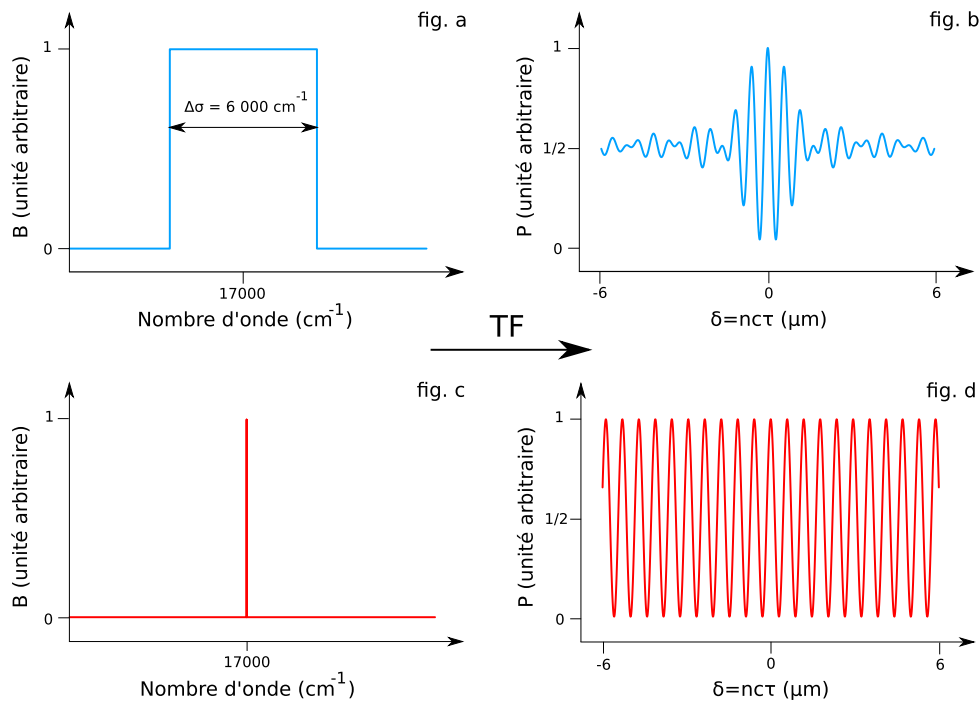 fig. a
B (unité arbitraire)
1
Δσ = 6 000 cm-1
0
17000
Nombre d'onde (cm-1)
fig. b
P (unité arbitraire)
1
1/2
0
-6
0
6
δ=ncτ (µm)
TF
fig. c
B (unité arbitraire)
1
0
17000
Nombre d'onde (cm-1)
fig. d
P (unité arbitraire)
1
1/2
0
-6
0
6
δ=ncτ (µm)